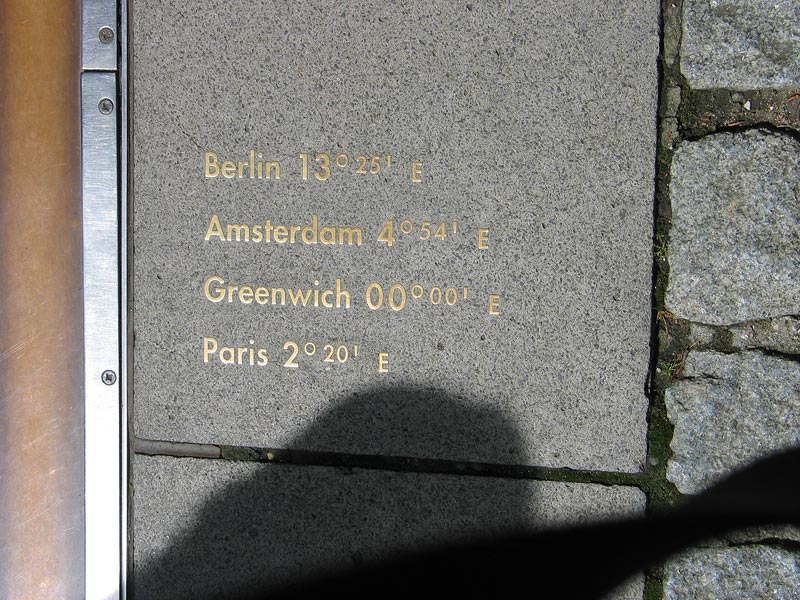 Berlin 13° 25' E
Amsterdam 4° 54' E
Greenwich 00° 00' E
Paris 2° 20' E